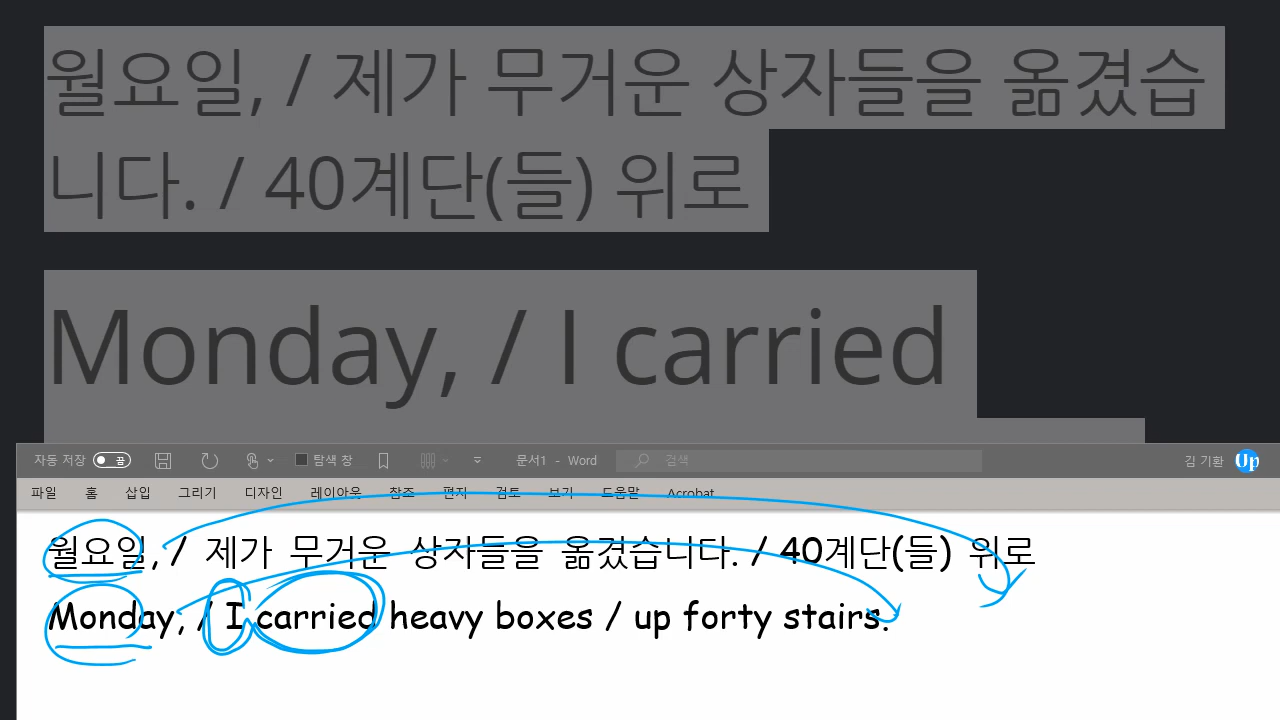 월요일, / 제가 무거운 상자들을 옮겼습
니다. / 40계단(들) 위로
Monday, / I carried
자동 저장 끔 탐색 창 문서1 - Word 검색 김 기환 Up
파일 홈 삽입 그리기 디자인 레이아웃 참조 편지 검토 보기 도움말 Acrobat
월요일, / 제가 무거운 상자들을 옮겼습니다. / 40계단(들) 위로
Monday, / I carried heavy boxes / up forty stairs.